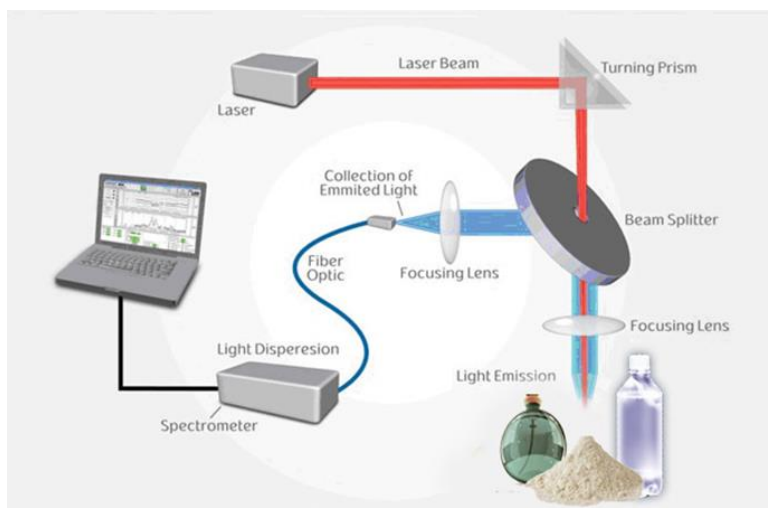 Laser Beam
Turning Prism
Laser
Collection of
Emmited Light
Beam Splitter
Fiber
Optic
Focusing Lens
Focusing Lens
Light Disperesion
Light Emission
Spectrometer